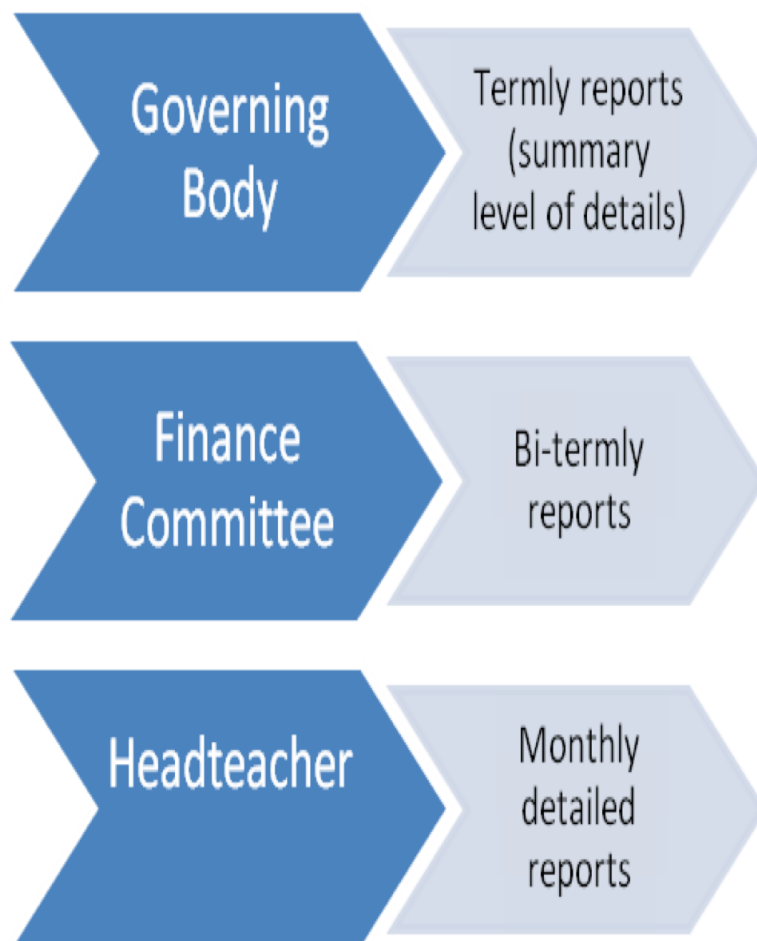 Governing
Body
Termly reports
(summary
level of details)
Finance
Committee
Bi-termly
reports
Headteacher
Monthly
detailed
reports